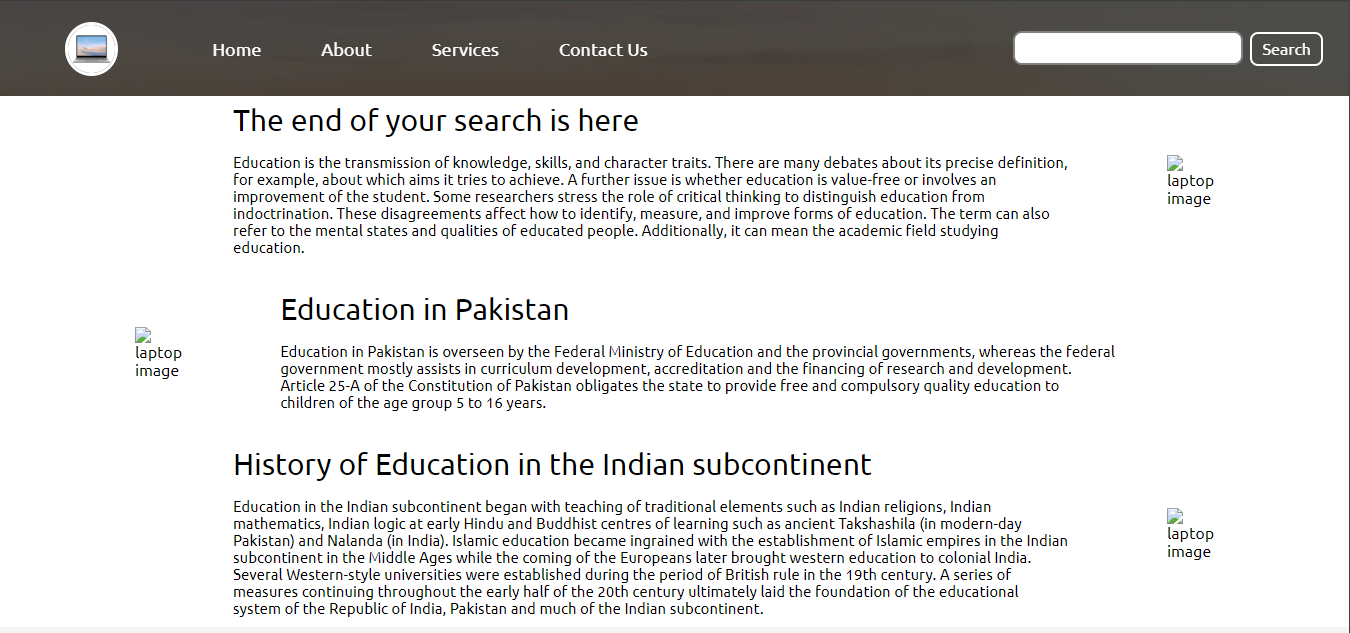 Home About Services Contact Us Search
The end of your search is here
Education is the transmission of knowledge, skills, and character traits. There are many debates about its precise definition,
for example, about which aims it tries to achieve. A further issue is whether education is value-free or involves an
improvement of the student. Some researchers stress the role of critical thinking to distinguish education from
indoctrination. These disagreements affect how to identify, measure, and improve forms of education. The term can also
refer to the mental states and qualities of educated people. Additionally, it can mean the academic field studying
education.
laptop
image
Education in Pakistan
laptop
image
Education in Pakistan is overseen by the Federal Ministry of Education and the provincial governments, whereas the federal
government mostly assists in curriculum development, accreditation and the financing of research and development.
Article 25-A of the Constitution of Pakistan obligates the state to provide free and compulsory quality education to
children of the age group 5 to 16 years.
History of Education in the Indian subcontinent
Education in the Indian subcontinent began with teaching of traditional elements such as Indian religions, Indian
mathematics, Indian logic at early Hindu and Buddhist centres of learning such as ancient Takshashila (in modern-day
Pakistan) and Nalanda (in India). Islamic education became ingrained with the establishment of Islamic empires in the Indian
subcontinent in the Middle Ages while the coming of the Europeans later brought western education to colonial India.
Several Western-style universities were established during the period of British rule in the 19th century. A series of
measures continuing throughout the early half of the 20th century ultimately laid the foundation of the educational
system of the Republic of India, Pakistan and much of the Indian subcontinent.
laptop
image